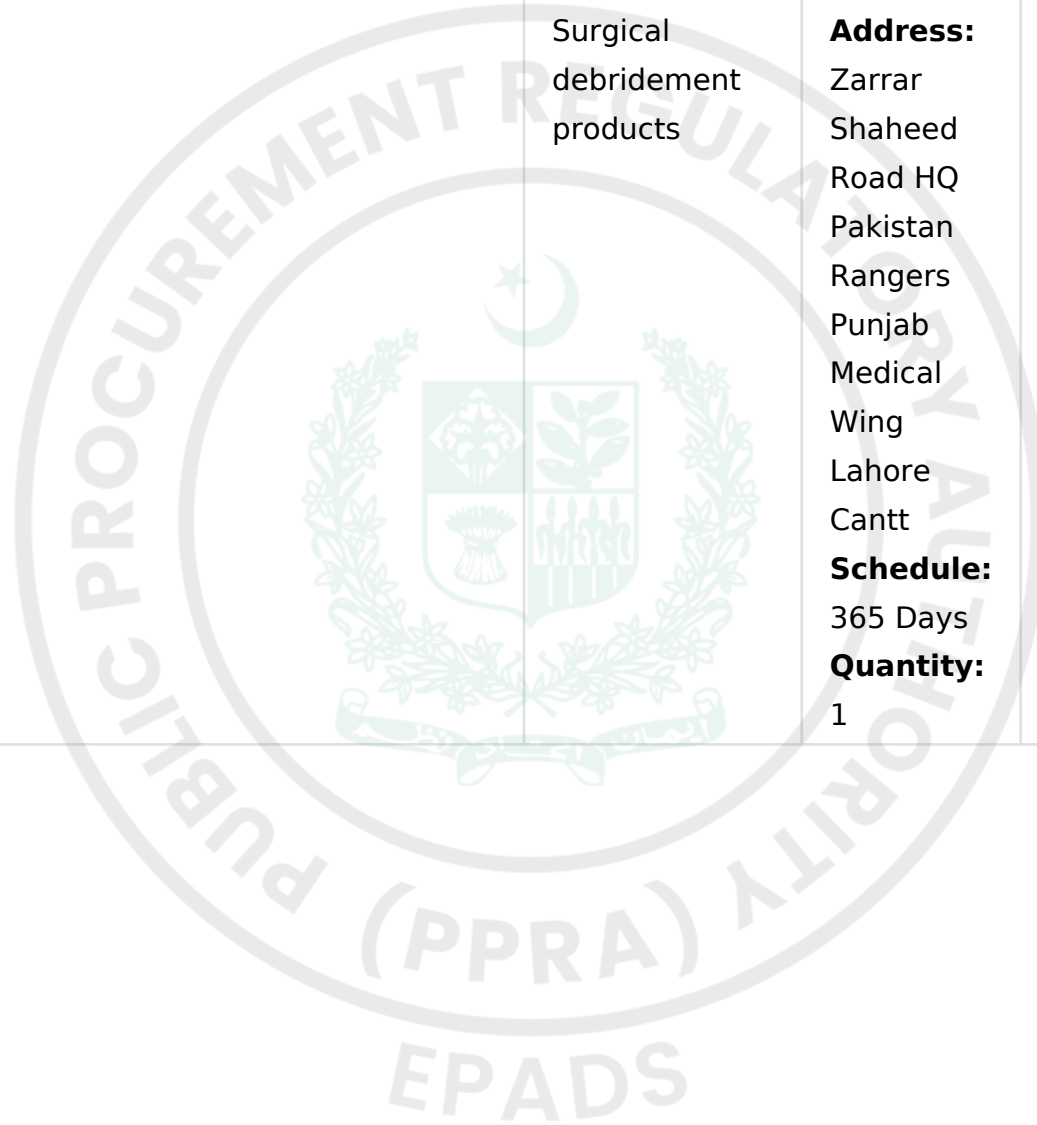 Surgical
debridement
products
Address:
Zarrar
Shaheed
Road HQ
Pakistan
Rangers
Punjab
Medical
Wing
Lahore
Cantt
Schedule:
365 Days
Quantity:
1
PUBLIC PROCUREMENT REGULATORY AUTHORITY
(PPRA)
EPADS